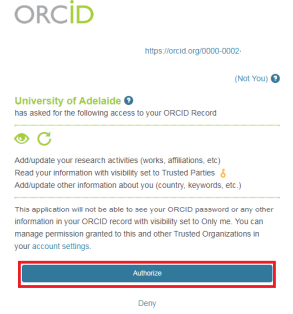 ORCID
https://orcid.org/0000-0002-
(Not You) ?
University of Adelaide ?
has asked for the following access to your ORCID Record
Add/update your research activities (works, affiliations, etc)
Read your information with visibility set to Trusted Parties
Add/update other information about you (country, keywords, etc.)
This application will not be able to see your ORCID password or any other
information in your ORCID record with visibility set to Only me. You can
manage permission granted to this and other Trusted Organizations in
your account settings.
Authorize
Deny